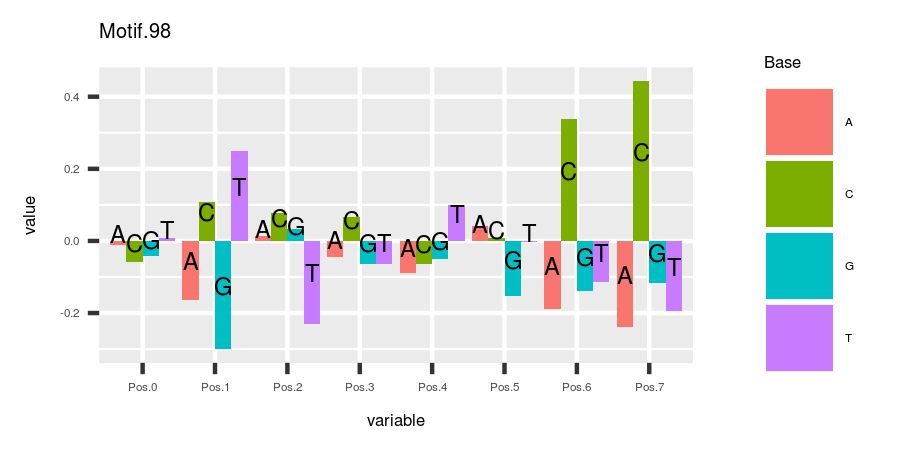 Motif.98
value
0.4
0.2
0.0
-0.2
A C G T
A C G T
A C G T
A C G T
A C G T
A C G T
A C G T
A C G T
Pos.0 Pos.1 Pos.2 Pos.3 Pos.4 Pos.5 Pos.6 Pos.7
variable
Base
A
C
G
T